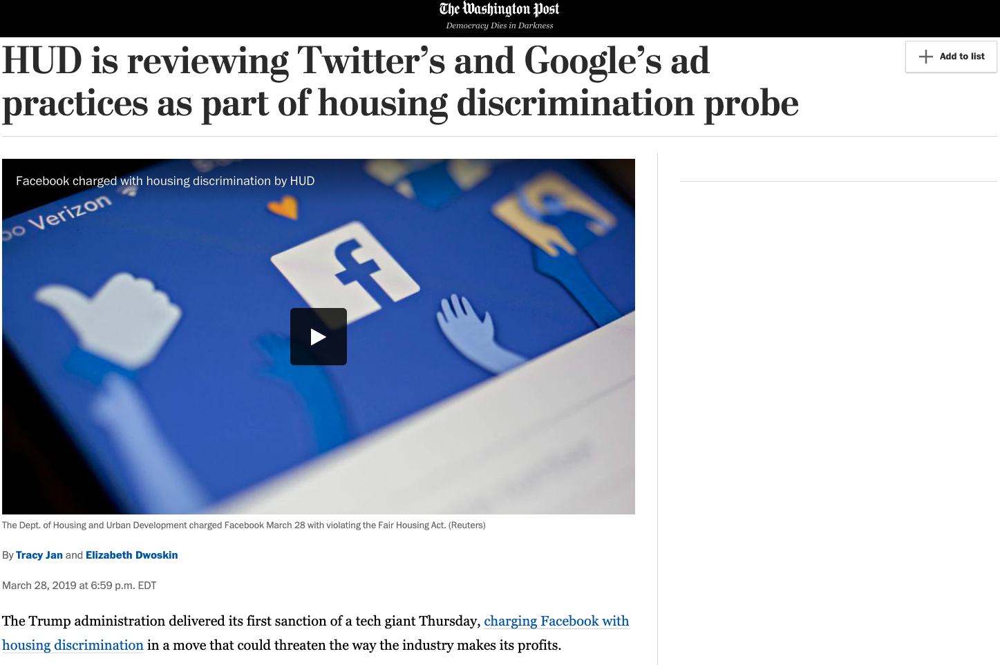 The Washington Post
Democracy Dies in Darkness
HUD is reviewing Twitter’s and Google’s ad
practices as part of housing discrimination probe
Add to list
Facebook charged with housing discrimination by HUD
Verizon
f
The Dept. of Housing and Urban Development charged Facebook March 28 with violating the Fair Housing Act. (Reuters)
By Tracy Jan and Elizabeth Dwoskin
March 28, 2019 at 6:59 p.m. EDT
The Trump administration delivered its first sanction of a tech giant Thursday, charging Facebook with
housing discrimination in a move that could threaten the way the industry makes its profits.